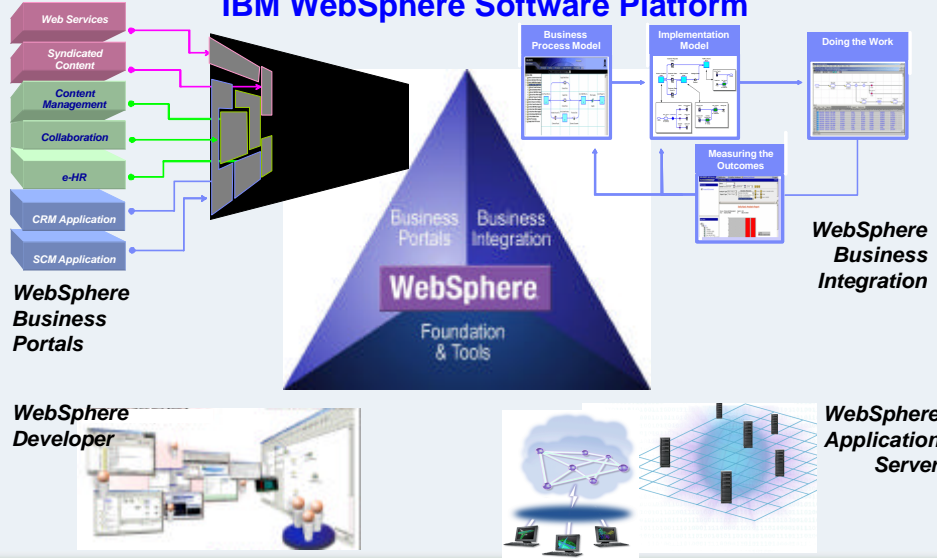 IBM WebSphere Software Platform
Web Services
Syndicated
Content
Content
Management
Collaboration
e-HR
CRM Application
SCM Application
WebSphere
Business
Portals
Business
Process Model
Implementation
Model
Doing the Work
Measuring the
Outcomes
WebSphere
Business
Integration
Business
Portals
Business
Integration
WebSphere
Foundation
& Tools
WebSphere
Developer
WebSphere
Application
Server